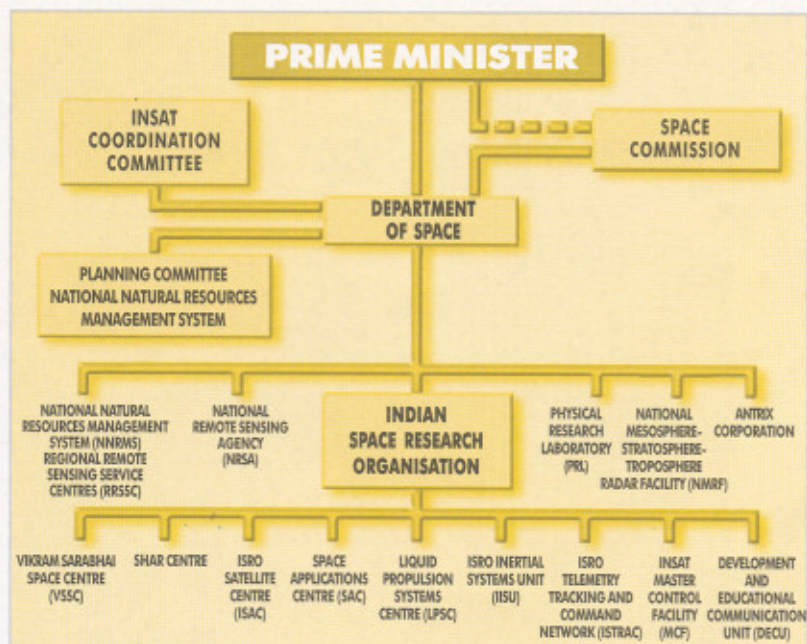 PRIME MINISTER
INSAT
COORDINATION
COMMITTEE
SPACE
COMMISSION
DEPARTMENT
OF SPACE
PLANNING COMMITTEE
NATIONAL NATURAL RESOURCES
MANAGEMENT SYSTEM
NATIONAL NATURAL
RESOURCES MANAGEMENT
SYSTEM (NNRMS)
REGIONAL REMOTE
SENSING SERVICE
CENTRES (RRSSC)
NATIONAL
REMOTE SENSING
AGENCY
(NRSA)
INDIAN
SPACE RESEARCH
ORGANISATION
PHYSICAL
RESEARCH
LABORATORY
(PRL)
NATIONAL
MESOSPHERE-
STRATOSPHERE-
TROPOSPHERE
RADAR FACILITY (NMRF)
ANTRIX
CORPORATION
VIKRAM SARABHAI
SPACE CENTRE
(VSSC)
SHAR CENTRE
ISRO
SATELLITE
CENTRE
(ISAC)
SPACE
APPLICATIONS
CENTRE (SAC)
LIQUID
PROPULSION
SYSTEMS
CENTRE (LPSC)
ISRO INERTIAL
SYSTEMS UNIT
(IISU)
ISRO
TELEMETRY
TRACKING AND
COMMAND
NETWORK (ISTRAC)
INSAT
MASTER
CONTROL
FACILITY
(MCF)
DEVELOPMENT
AND
EDUCATIONAL
COMMUNICATION
UNIT (DECU)